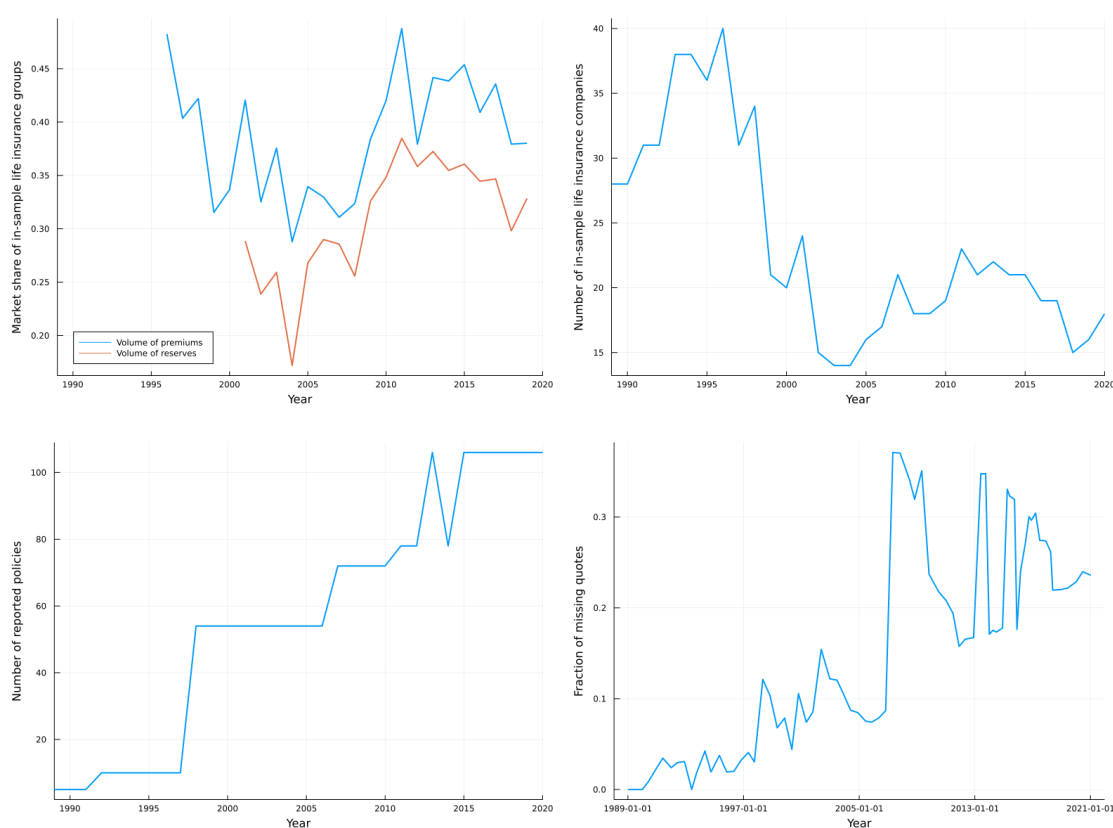 Market share of in-sample life insurance groups
0.45
0.40
0.35
0.30
0.25
0.20
Volume of premiums
Volume of reserves
1990 1995 2000 2005 2010 2015 2020
Year
Number of in-sample life insurance companies
40
35
30
25
20
15
1990 1995 2000 2005 2010 2015 2020
Year
Number of reported policies
100
80
60
40
20
1990 1995 2000 2005 2010 2015 2020
Year
Fraction of missing quotes
0.3
0.2
0.1
0.0
1989-01-01 1997-01-01 2005-01-01 2013-01-01 2021-01-01
Year